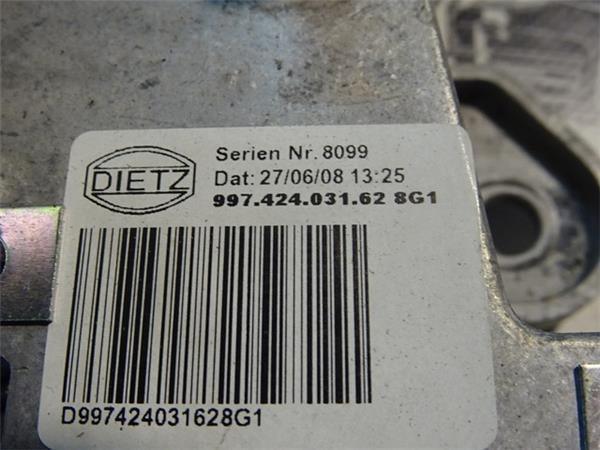 DIETZ
Serien Nr. 8099
Dat: 27/06/08 13:25
997.424.031.62 8G1
D997424031628G1